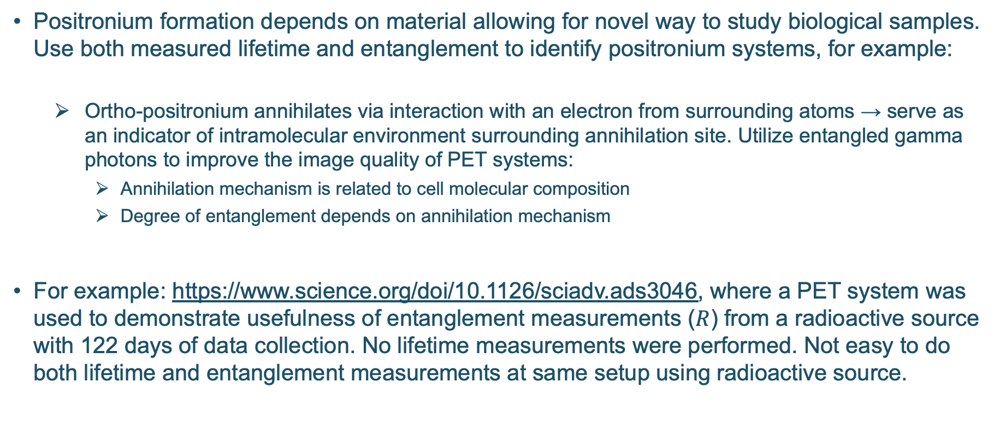 • Positronium formation depends on material allowing for novel way to study biological samples.
Use both measured lifetime and entanglement to identify positronium systems, for example:
➢ Ortho-positronium annihilates via interaction with an electron from surrounding atoms → serve as
an indicator of intramolecular environment surrounding annihilation site. Utilize entangled gamma
photons to improve the image quality of PET systems:
➢ Annihilation mechanism is related to cell molecular composition
➢ Degree of entanglement depends on annihilation mechanism
• For example: https://www.science.org/doi/10.1126/sciadv.ads3046, where a PET system was
used to demonstrate usefulness of entanglement measurements (R) from a radioactive source
with 122 days of data collection. No lifetime measurements were performed. Not easy to do
both lifetime and entanglement measurements at same setup using radioactive source.